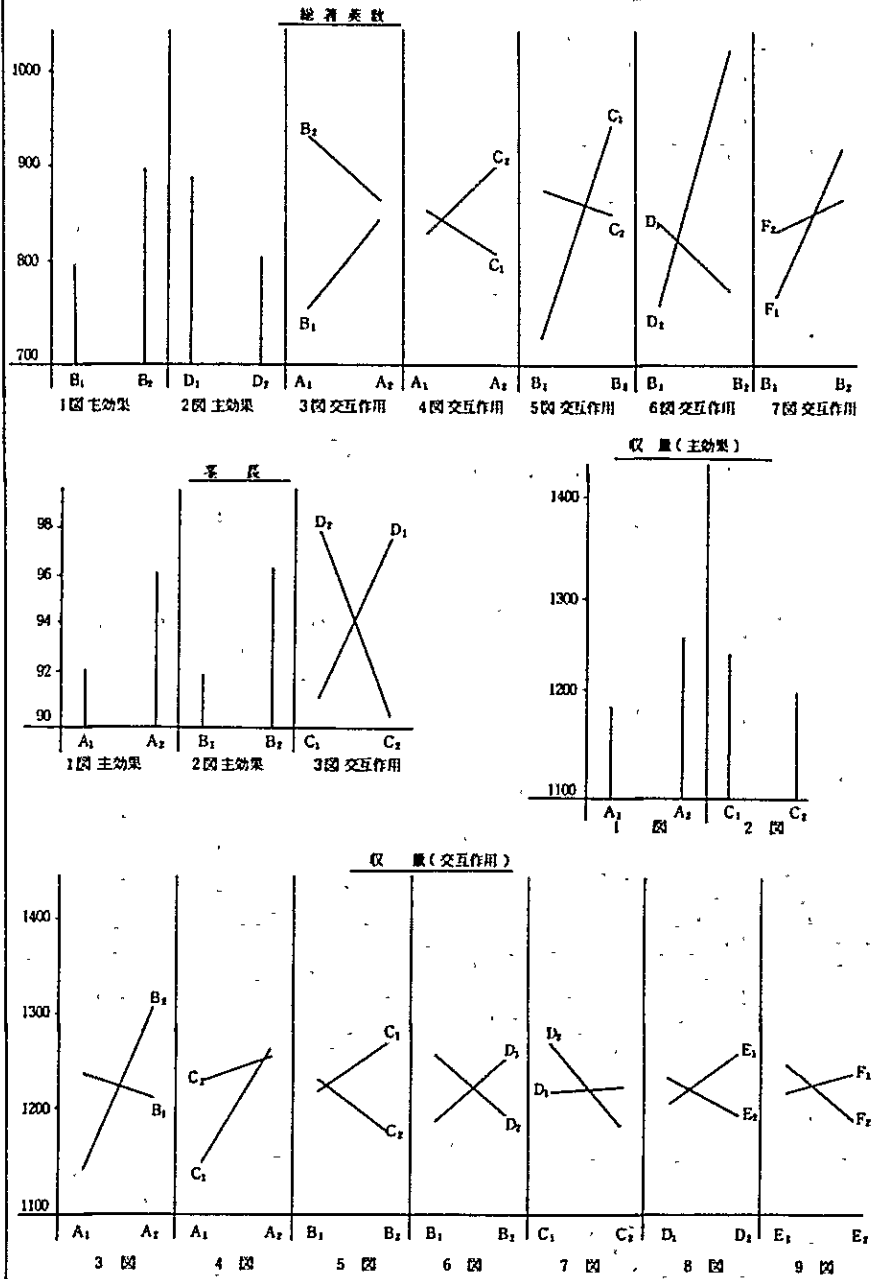 総着莢数
1000
900
800
700
B₂
B₁
C₂
C₁
C₁
C₂
D₁
D₂
F₂
F₁
B₁ B₂ D₁ D₂ A₁ A₂ A₁ A₂ B₁ B₂ B₁ B₂ B₁ B₂
1図 主効果 2図 主効果 3図 交互作用 4図 交互作用 5図 交互作用 6図 交互作用 7図 交互作用
収 量(主効果)
98
96
94
92
90
D₂ D₁
A₁ A₂ B₁ B₂ C₁ C₂
1図 主効果 2図 主効果 3図 交互作用
1400
1300
1200
1100
A₁ A₂ C₁ C₂
1 図 2 図
収 量(交互作用)
1400
1300
1200
1100
B₂
B₁
C₂
C₁
C₁
C₂
D₁
D₂
D₂
D₁
E₁
E₂
F₁
F₂
A₁ A₂ A₁ A₂ B₁ B₂ B₁ B₂ C₁ C₂ D₁ D₂ E₁ E₂
3 図 4 図 5 図 6 図 7 図 8 図 9 図